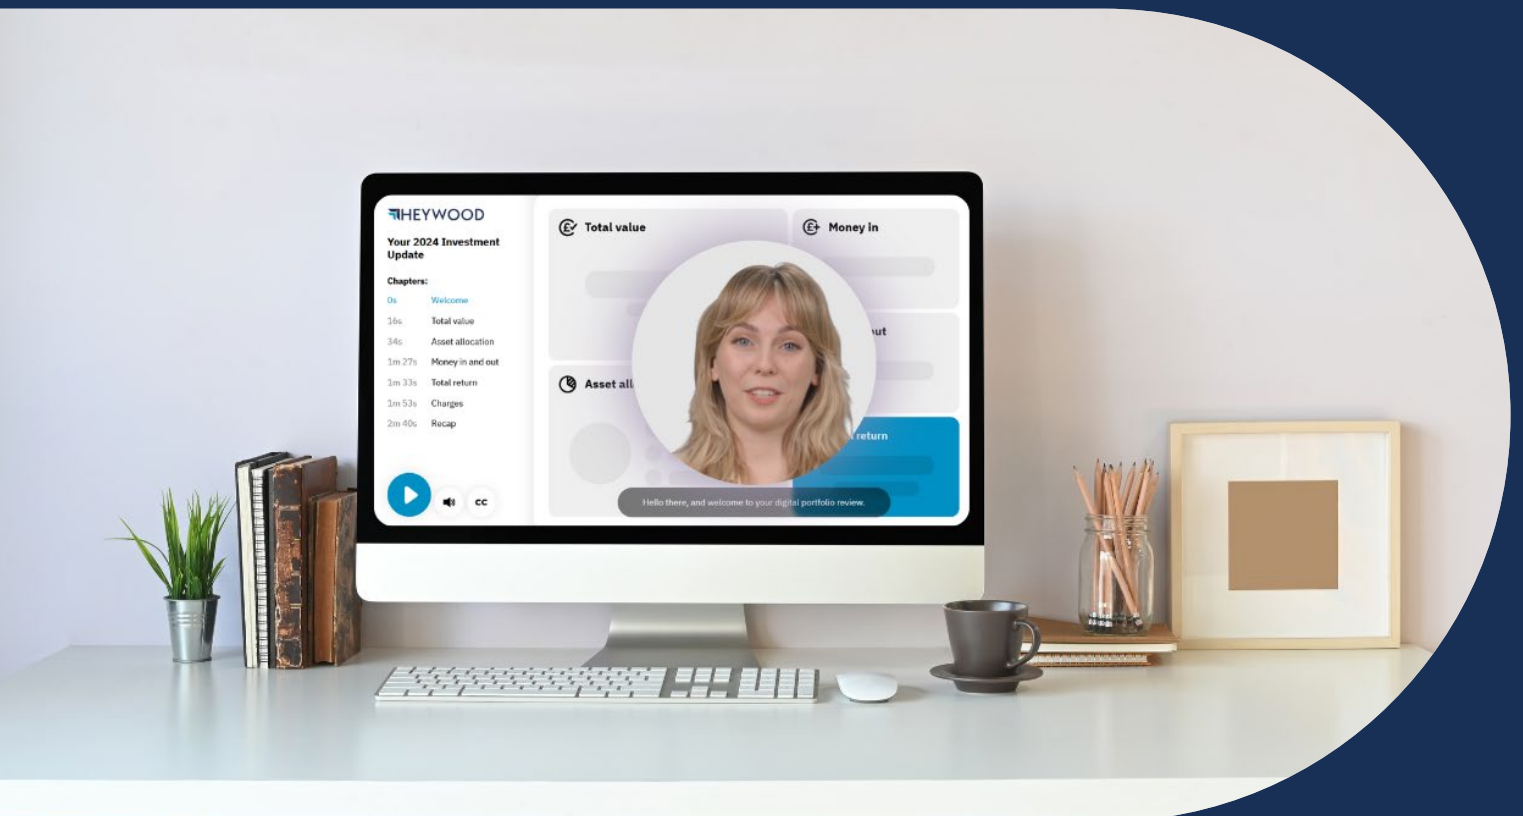 HEYWOOD
Your 2024 Investment
Update
Chapters:
0s Welcome
16s Total value
34s Asset allocation
1m 27s Money in and out
1m 33s Total return
1m 53s Charges
2m 40s Recap
CC
£ Total value
£+ Money in
out
Asset all
return
Hello there, and welcome to your digital portfolio review.